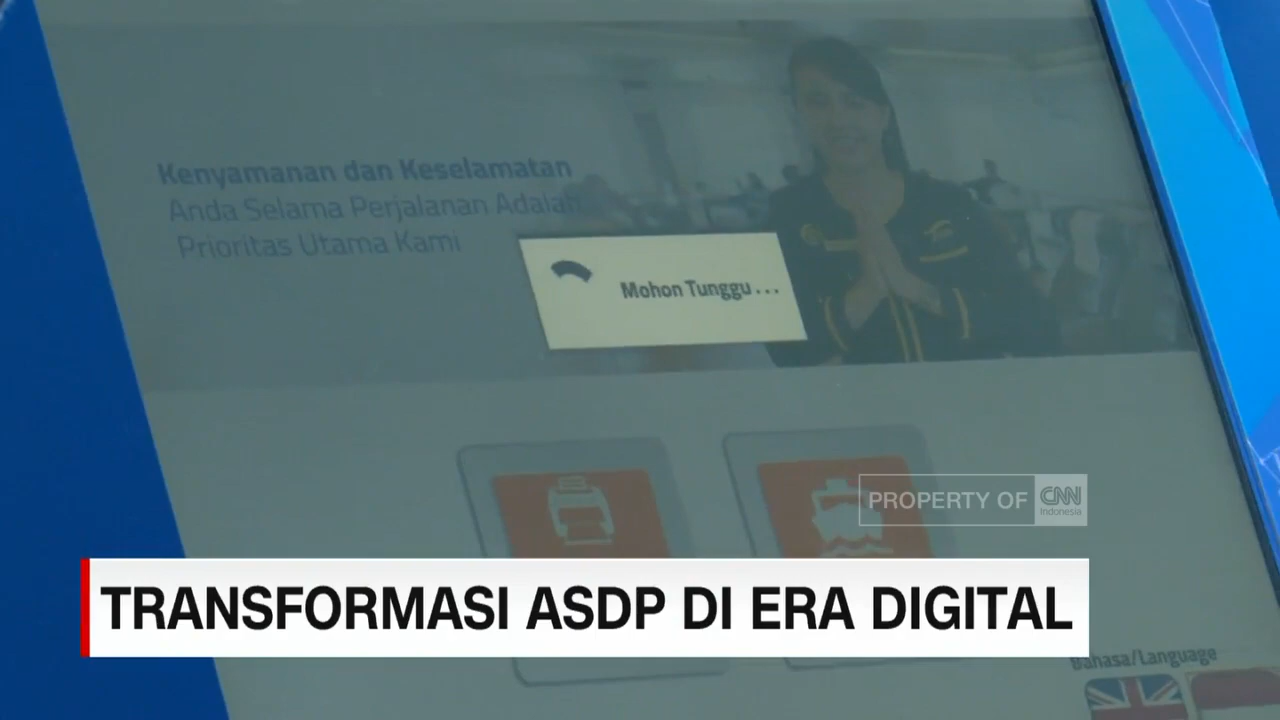 Kenyamanan dan Keselamatan
Anda Selama Perjalanan Adalah
Prioritas Utama Kami
Mohon Tunggu...
PROPERTY OF CNN Indonesia
TRANSFORMASI ASDP DI ERA DIGITAL
Bahasa/Language